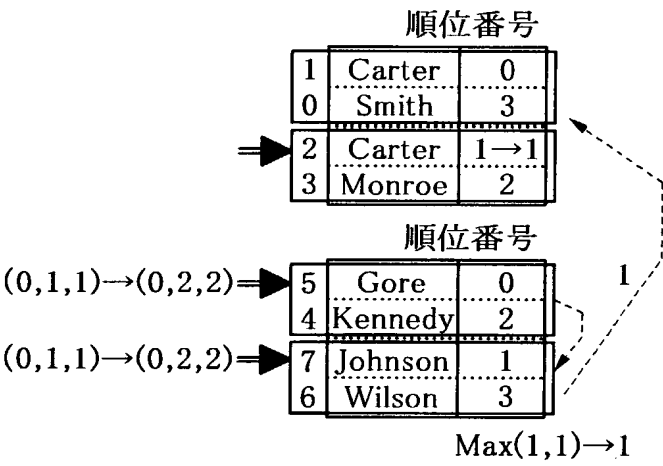 順位番号
1 Carter 0
0 Smith 3
2 Carter 1→1
3 Monroe 2
順位番号
(0,1,1)→(0,2,2) 5 Gore 0
1
4 Kennedy 2
(0,1,1)→(0,2,2) 7 Johnson 1
6 Wilson 3
Max(1,1)→1